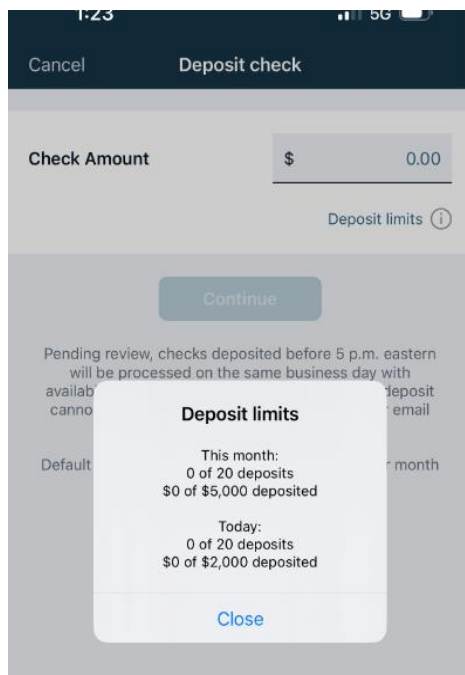 1:23 5G
Cancel Deposit check
Check Amount $ 0.00
Deposit limits i
Continue
Pending review, checks deposited before 5 p.m. eastern
will be processed on the same business day with
deposit
email
Default month
Deposit limits
This month:
0 of 20 deposits
$0 of $5,000 deposited
Today:
0 of 20 deposits
$0 of $2,000 deposited
Close